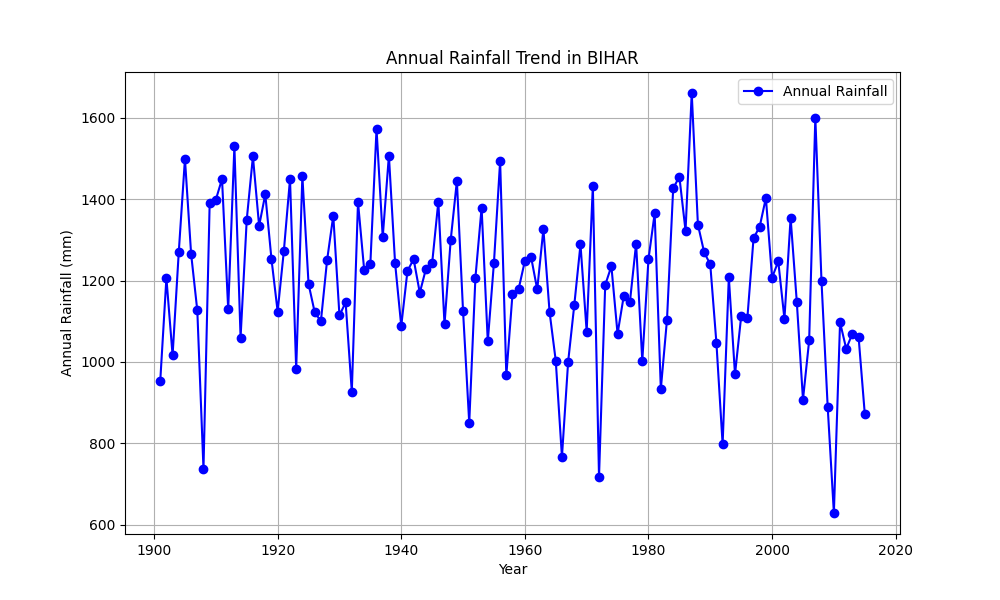 Annual Rainfall Trend in BIHAR
Annual Rainfall
1600
1400
1200
1000
800
600
Annual Rainfall (mm)
1900 1920 1940 1960 1980 2000 2020
Year